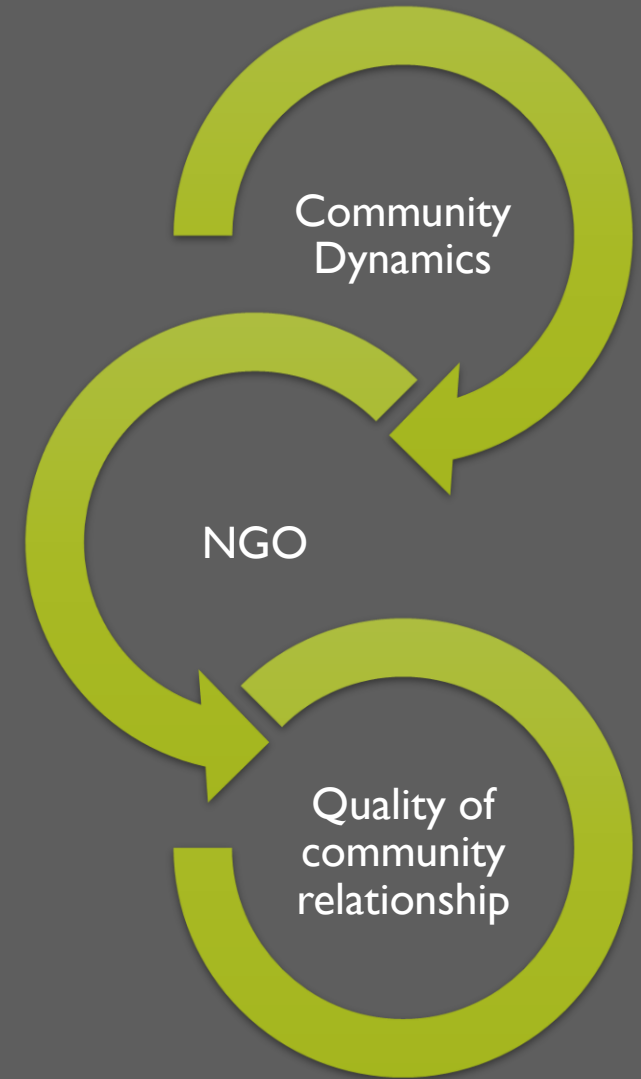 Community
Dynamics
NGO
Quality of
community
relationship